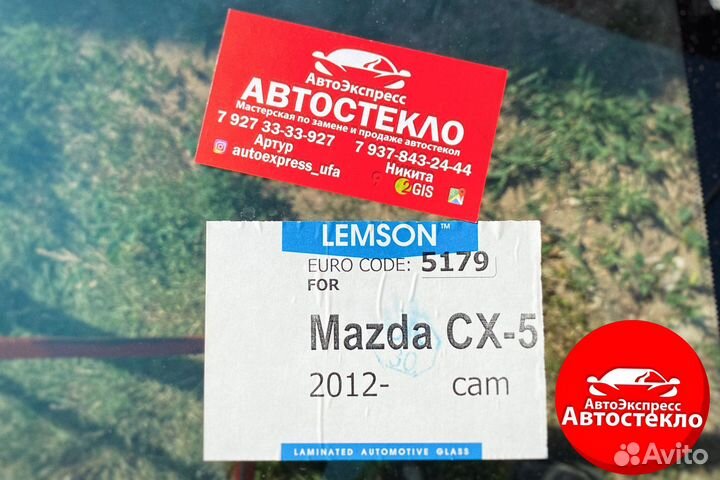 АвтоЭкспресс
АВТОСТЕКЛО
Мастерская по замене и продаже автостекол
7 927 33-33-927 7 937-843-24-44
Артур Никита
autoexpress_ufa 2GIS
LEMSON™
EURO CODE: 5179
FOR
Mazda CX-5
30
2012- cam
LAMINATED AUTOMOTIVE GLASS
АвтоЭкспресс
Автостекло
Avito